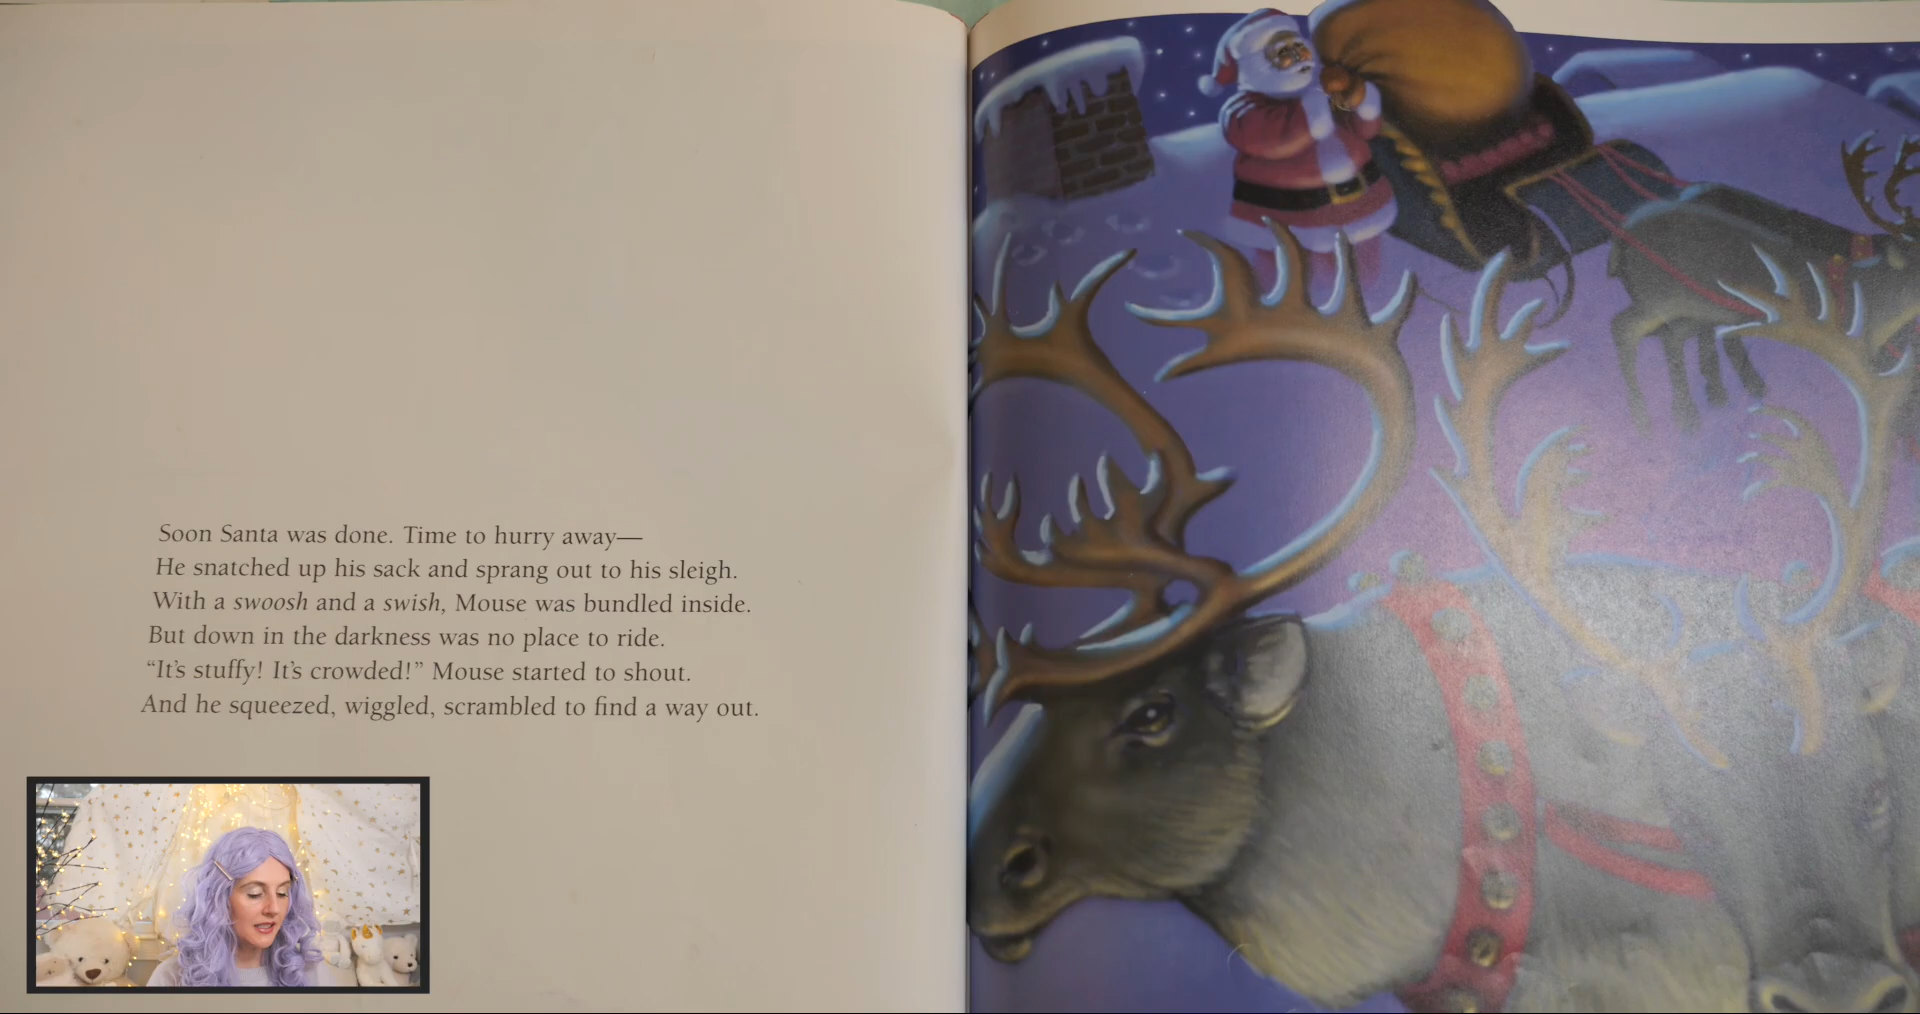 Soon Santa was done. Time to hurry away—
He snatched up his sack and sprang out to his sleigh.
With a swoosh and a swish, Mouse was bundled inside.
But down in the darkness was no place to ride.
“It’s stuffy! It’s crowded!” Mouse started to shout.
And he squeezed, wiggled, scrambled to find a way out.